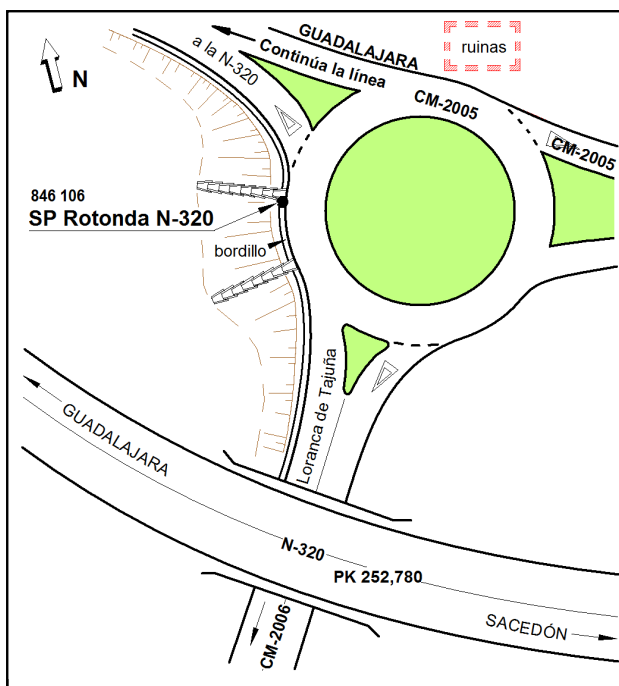 GUADALAJARA
ruinas
a la N-320
Continúa la línea
N
CM-2005
CM-2005
846 106
SP Rotonda N-320
bordillo
Loranca de Tajuña
GUADALAJARA
N-320
PK 252,780
SACEDÓN
CM-2006